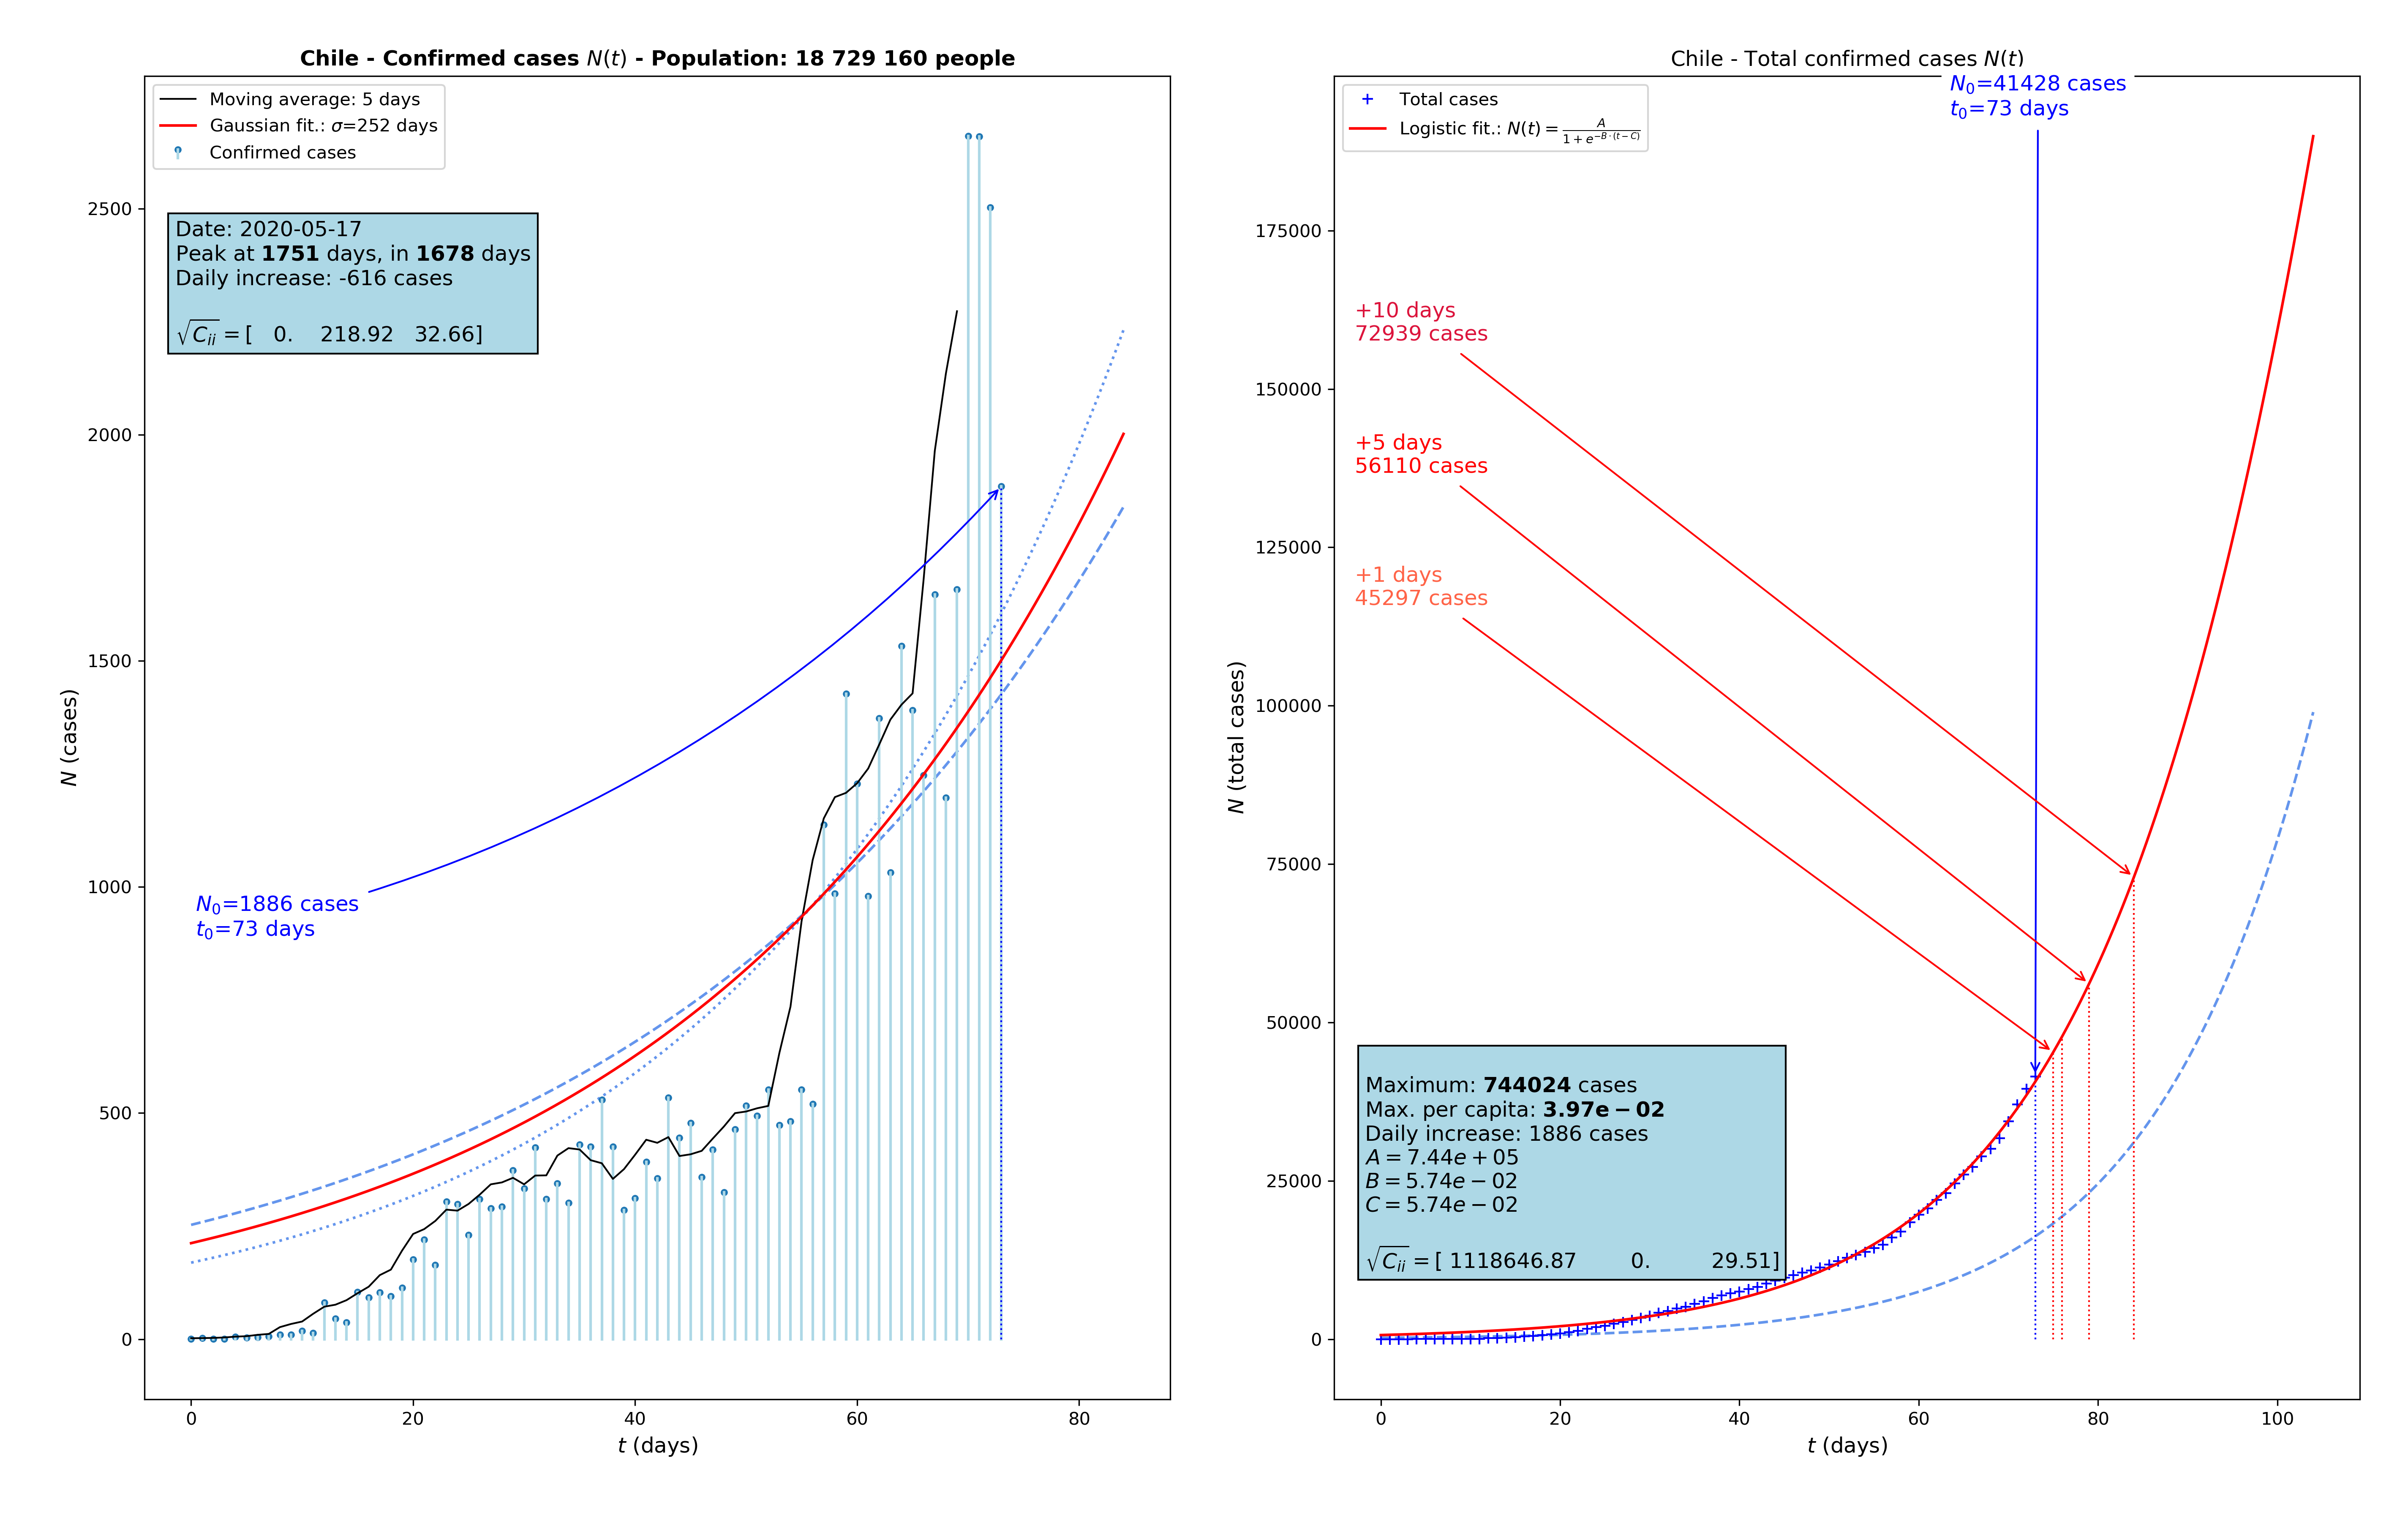 Chile - Confirmed cases N(t) - Population: 18 729 160 people
Moving average: 5 days
Gaussian fit.: σ=252 days
Confirmed cases
Date: 2020-05-17
Peak at 1751 days, in 1678 days
Daily increase: -616 cases
√C_ii = [ 0. 218.92 32.66]
N₀=1886 cases
t₀=73 days
2500
2000
1500
1000
500
0
N (cases)
0 20 40 60 80
t (days)
Chile - Total confirmed cases N(t)
N₀=41428 cases
t₀=73 days
Total cases
Logistic fit.: N(t) = A / (1 + e^(−B·(t−C)))
+10 days
72939 cases
+5 days
56110 cases
+1 days
45297 cases
Maximum: 744024 cases
Max. per capita: 3.97e − 02
Daily increase: 1886 cases
A = 7.44e + 05
B = 5.74e − 02
C = 5.74e − 02
√C_ii = [ 1118646.87 0. 29.51]
175000
150000
125000
100000
75000
50000
25000
0
N (total cases)
0 20 40 60 80 100
t (days)